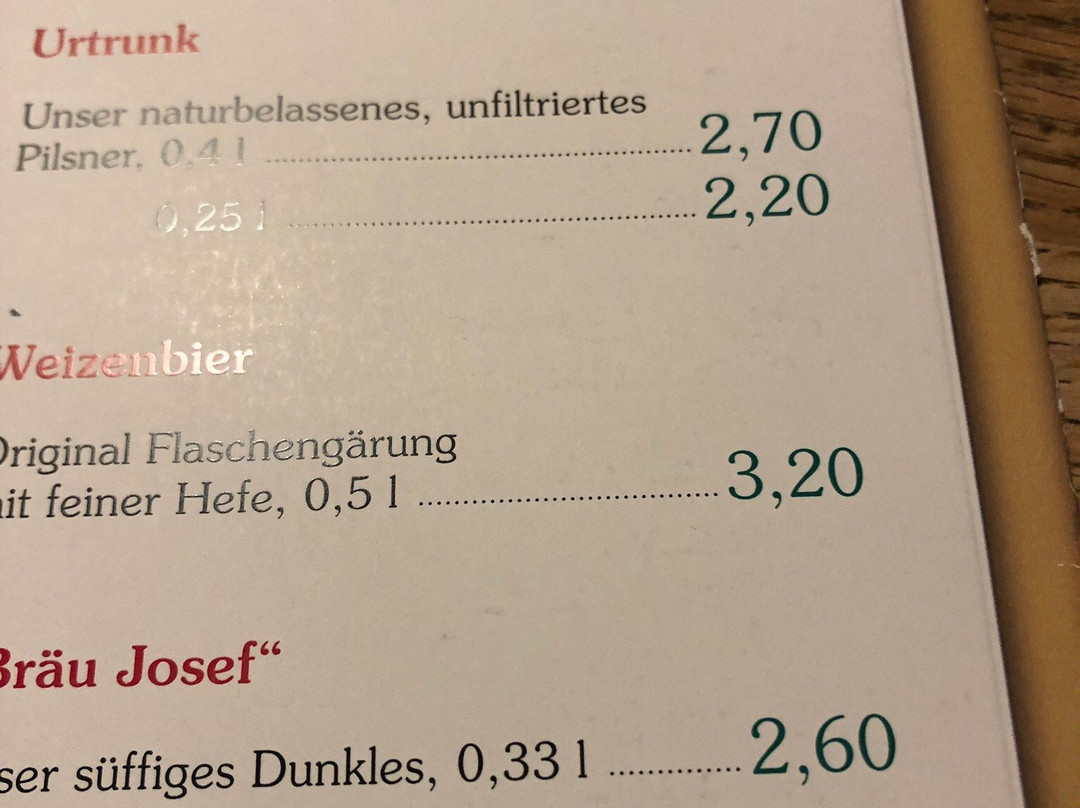 Urtrunk
Unser naturbelassenes, unfiltriertes
Pilsner, 0,4 l ........................ 2,70
0,25 l ........................ 2,20
Weizenbier
Original Flaschengärung
mit feiner Hefe, 0,5 l ........................ 3,20
Bräu Josef“
süffiges Dunkles, 0,33 l ............. 2,60